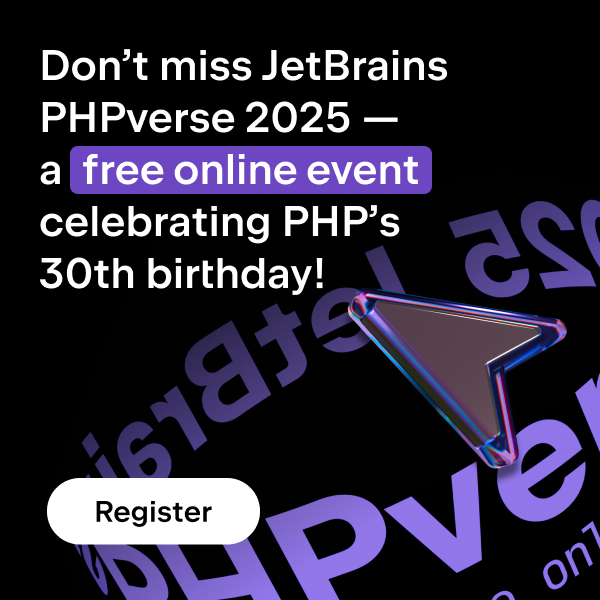 Don’t miss JetBrains
PHPverse 2025 —
a free online event
celebrating PHP’s
30th birthday!
Register